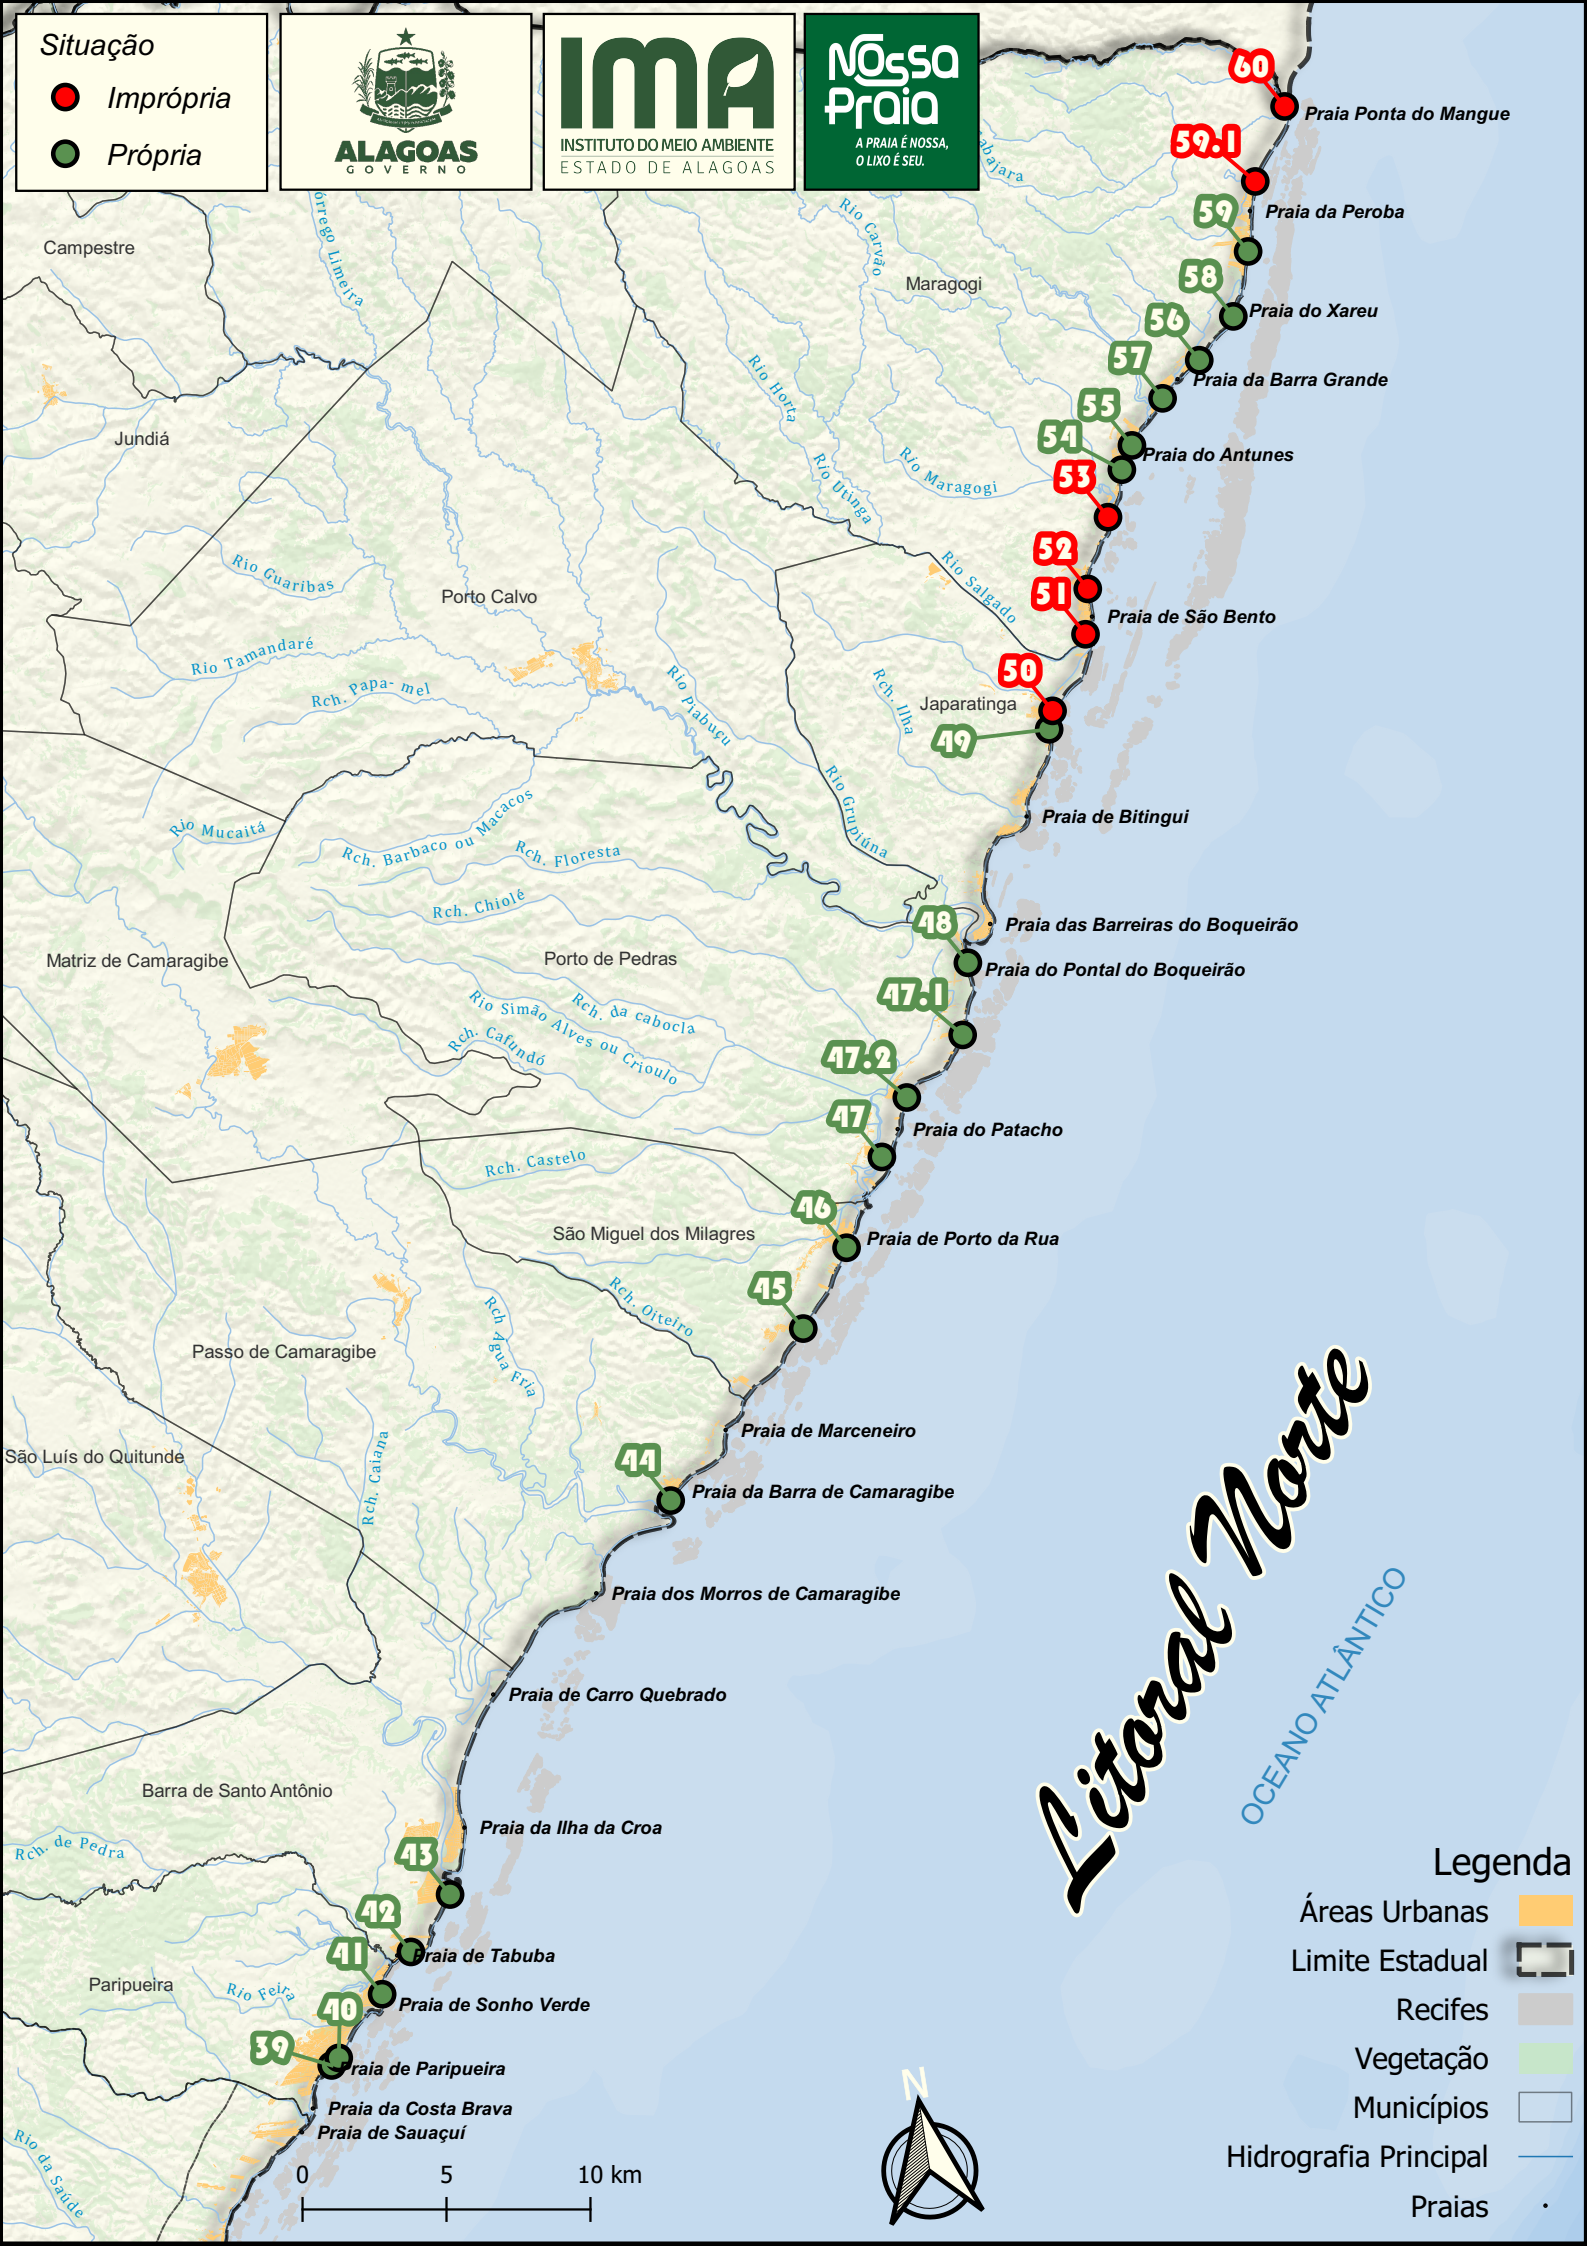 Situação
Imprópria
Própria
ALAGOAS
GOVERNO
IMA
INSTITUTO DO MEIO AMBIENTE
ESTADO DE ALAGOAS
Nossa
Praia
A PRAIA É NOSSA,
O LIXO É SEU.
60
Praia Ponta do Mangue
59.1
59
Praia da Peroba
58
Praia do Xareu
56
57
Praia da Barra Grande
55
54
Praia do Antunes
53
52
51
Praia de São Bento
50
49
Praia de Bitingui
48
Praia das Barreiras do Boqueirão
Praia do Pontal do Boqueirão
47.1
47.2
47
Praia do Patacho
46
Praia de Porto da Rua
45
Praia de Marceneiro
44
Praia da Barra de Camaragibe
Praia dos Morros de Camaragibe
Praia de Carro Quebrado
Praia da Ilha da Croa
43
42
Praia de Tabuba
41
Praia de Sonho Verde
40
39
Praia de Paripueira
Praia da Costa Brava
Praia de Sauaçuí
Campestre
Maragogi
Jundiá
Porto Calvo
Japaratinga
Matriz de Camaragibe
Porto de Pedras
São Miguel dos Milagres
Passo de Camaragibe
São Luís do Quitunde
Barra de Santo Antônio
Paripueira
Rio Carvão
Rio Horta
Rio Utinga
Rio Maragogi
Rio Salgado
Rio Guaribas
Rio Tamandaré
Rch. Papa- mel
Rio Piabuçu
Rch. Ilha
Rio Grupiúna
Rio Mucaitá
Rch. Barbaco ou Macacos
Rch. Floresta
Rch. Chiolé
Rio Simão Alves ou Crioulo
Rch. da cabocla
Rch. Cafundó
Rch. Castelo
Rch. Oiteiro
Rch Água Fria
Rch. Caiana
Rch. de Pedra
Rio Feira
Rio da Saúde
Litoral Norte
OCEANO ATLÂNTICO
N
0 5 10 km
Legenda
Áreas Urbanas
Limite Estadual
Recifes
Vegetação
Municípios
Hidrografia Principal
Praias